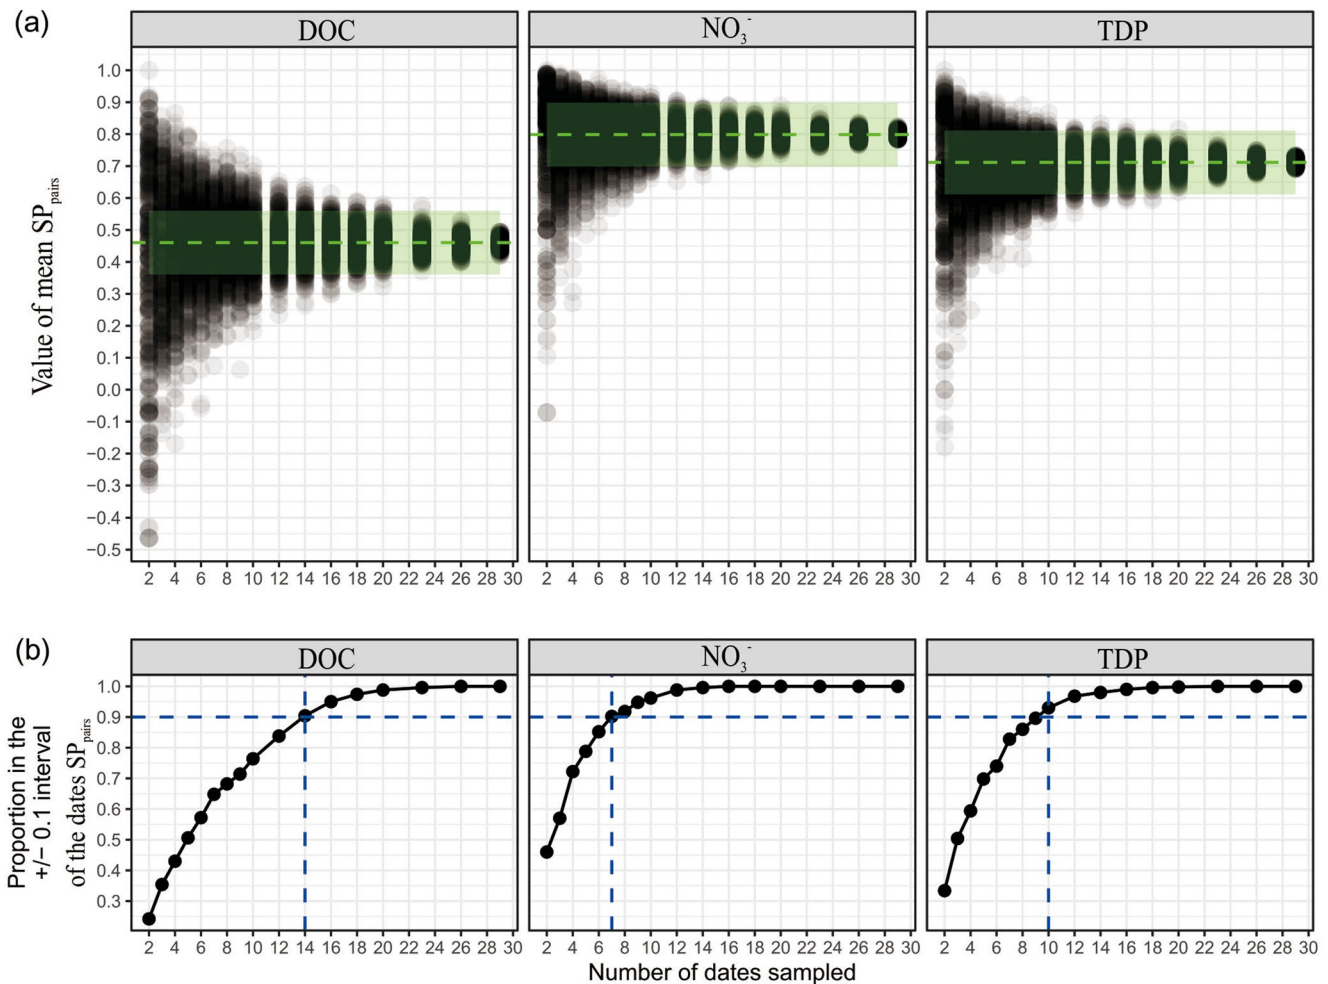 (a)
DOC
NO₃⁻
TDP
Value of mean SPpairs
1.0
0.9
0.8
0.7
0.6
0.5
0.4
0.3
0.2
0.1
0.0
−0.1
−0.2
−0.3
−0.4
−0.5
2 4 6 8 10 12 14 16 18 20 22 24 26 28 30
2 4 6 8 10 12 14 16 18 20 22 24 26 28 30
2 4 6 8 10 12 14 16 18 20 22 24 26 28 30
(b)
DOC
NO₃⁻
TDP
Proportion in the
+/− 0.1 interval
of the dates SPpairs
1.0
0.9
0.8
0.7
0.6
0.5
0.4
0.3
2 4 6 8 10 12 14 16 18 20 22 24 26 28 30
2 4 6 8 10 12 14 16 18 20 22 24 26 28 30
2 4 6 8 10 12 14 16 18 20 22 24 26 28 30
Number of dates sampled